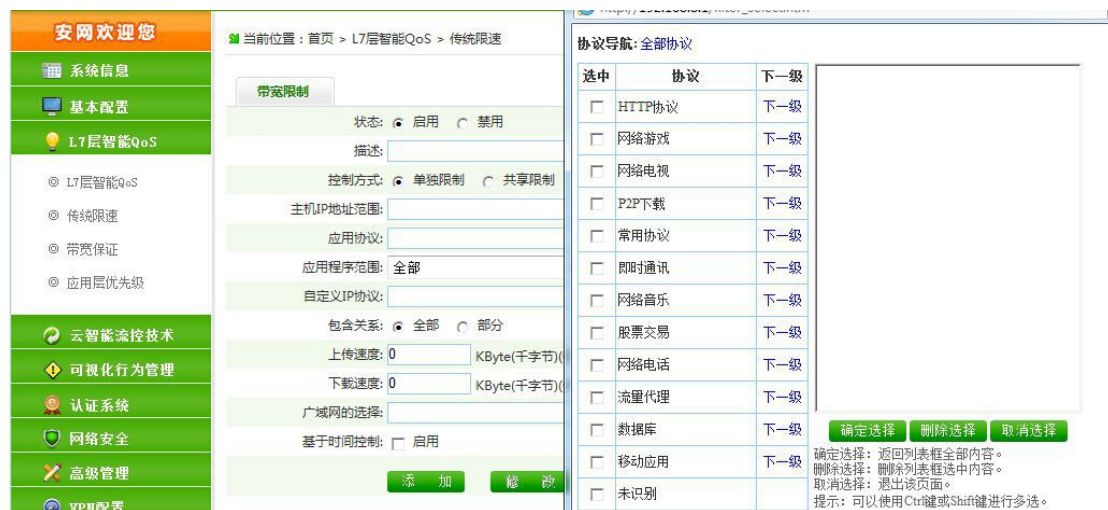 安网欢迎您
系统信息
基本配置
L7层智能QoS
L7层智能QoS
传统限速
带宽保证
应用层优先级
云智能流控技术
可视化行为管理
认证系统
网络安全
高级管理
VPN配置
当前位置：首页 > L7层智能QoS > 传统限速
带宽限制
状态: 启用 禁用
描述:
控制方式: 单独限制 共享限制
主机IP地址范围:
应用协议:
应用程序范围: 全部
自定义IP协议:
包含关系: 全部 部分
上传速度: 0 KByte(千字节)(
下载速度: 0 KByte(千字节)(
广域网的选择:
基于时间控制: 启用
添 加 修 改
协议导航: 全部协议
选中 协议 下一级
HTTP协议 下一级
网络游戏 下一级
网络电视 下一级
P2P下载 下一级
常用协议 下一级
即时通讯 下一级
网络音乐 下一级
股票交易 下一级
网络电话 下一级
流量代理 下一级
数据库 下一级
移动应用 下一级
未识别
确定选择 删除选择 取消选择
确定选择：返回列表框全部内容。
删除选择：删除列表框选中内容。
取消选择：退出该页面。
提示：可以使用Ctrl键或Shift键进行多选。